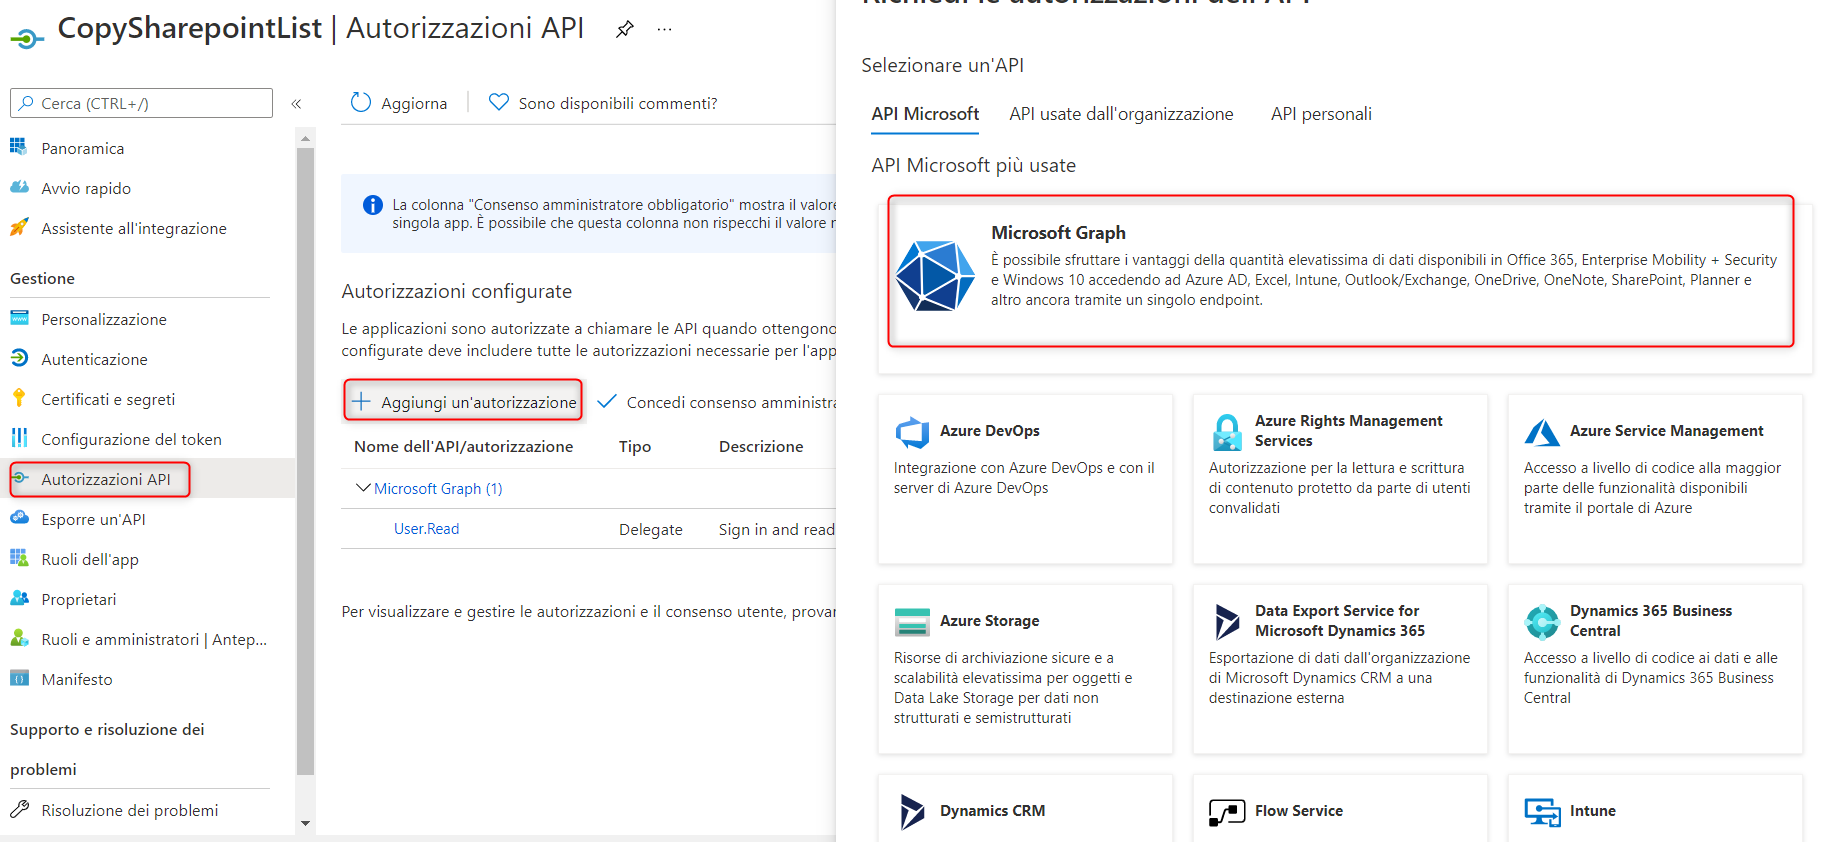 CopySharepointList | Autorizzazioni API
Cerca (CTRL+/)
Panoramica
Avvio rapido
Assistente all'integrazione
Gestione
Personalizzazione
Autenticazione
Certificati e segreti
Configurazione del token
Autorizzazioni API
Esporre un'API
Ruoli dell'app
Proprietari
Ruoli e amministratori | Antep...
Manifesto
Supporto e risoluzione dei
problemi
Risoluzione dei problemi
Aggiorna
Sono disponibili commenti?
La colonna "Consenso amministratore obbligatorio" mostra il valore
singola app. È possibile che questa colonna non rispecchi il valore
Autorizzazioni configurate
Le applicazioni sono autorizzate a chiamare le API quando ottengono
configurate deve includere tutte le autorizzazioni necessarie per l'app
Aggiungi un'autorizzazione
Concedi consenso amministra
Nome dell'API/autorizzazione Tipo Descrizione
Microsoft Graph (1)
User.Read Delegate Sign in and read
Per visualizzare e gestire le autorizzazioni e il consenso utente, provar
Richiedi le autorizzazioni dell'API
Selezionare un'API
API Microsoft API usate dall'organizzazione API personali
API Microsoft più usate
Microsoft Graph
È possibile sfruttare i vantaggi della quantità elevatissima di dati disponibili in Office 365, Enterprise Mobility + Security
e Windows 10 accedendo ad Azure AD, Excel, Intune, Outlook/Exchange, OneDrive, OneNote, SharePoint, Planner e
altro ancora tramite un singolo endpoint.
Azure DevOps
Integrazione con Azure DevOps e con il
server di Azure DevOps
Azure Rights Management
Services
Autorizzazione per la lettura e scrittura
di contenuto protetto da parte di utenti
convalidati
Azure Service Management
Accesso a livello di codice alla maggior
parte delle funzionalità disponibili
tramite il portale di Azure
Azure Storage
Risorse di archiviazione sicure e a
scalabilità elevatissima per oggetti e
Data Lake Storage per dati non
strutturati e semistrutturati
Data Export Service for
Microsoft Dynamics 365
Esportazione di dati dall'organizzazione
di Microsoft Dynamics CRM a una
destinazione esterna
Dynamics 365 Business
Central
Accesso a livello di codice ai dati e alle
funzionalità di Dynamics 365 Business
Central
Dynamics CRM
Flow Service
Intune